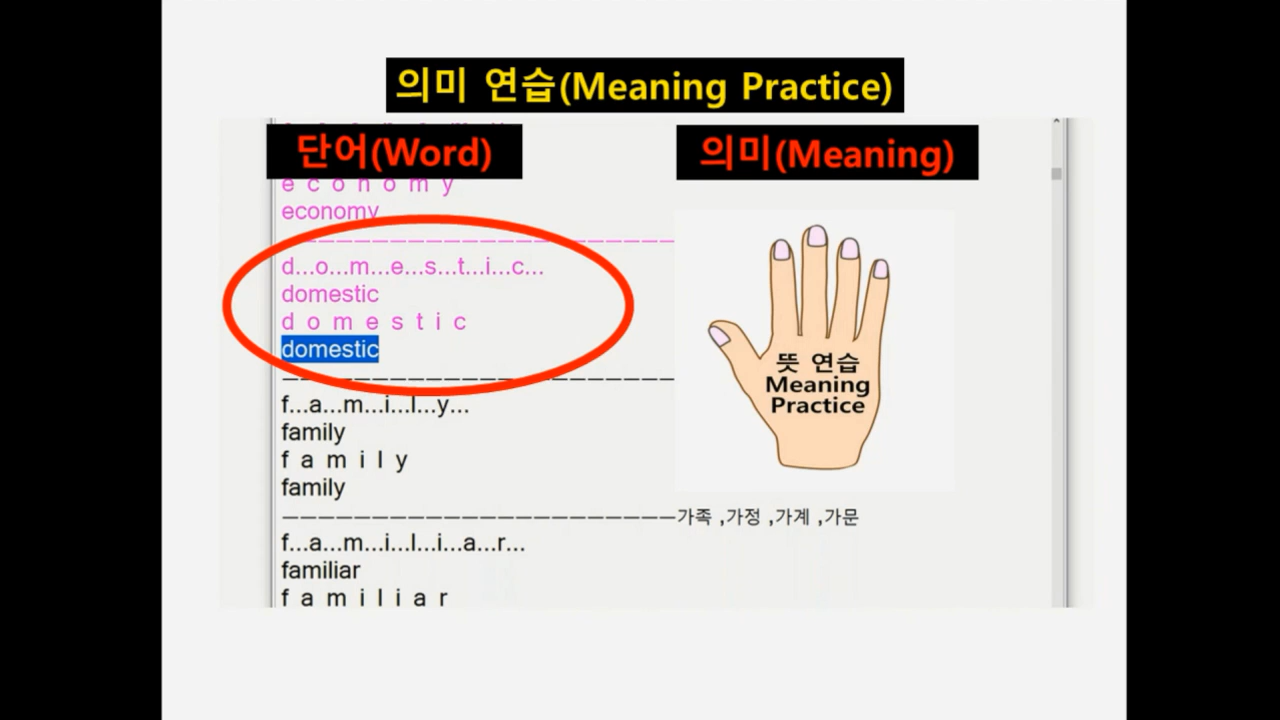 의미 연습(Meaning Practice)
단어(Word)
의미(Meaning)
e c o n o m y
economy
d...o...m...e...s...t...i...c...
domestic
d o m e s t i c
domestic
뜻 연습
Meaning
Practice
f...a...m...i...l...y...
family
f a m i l y
family
가족 ,가정 ,가계 ,가문
f...a...m...i...l...i...a...r...
familiar
f a m i l i a r